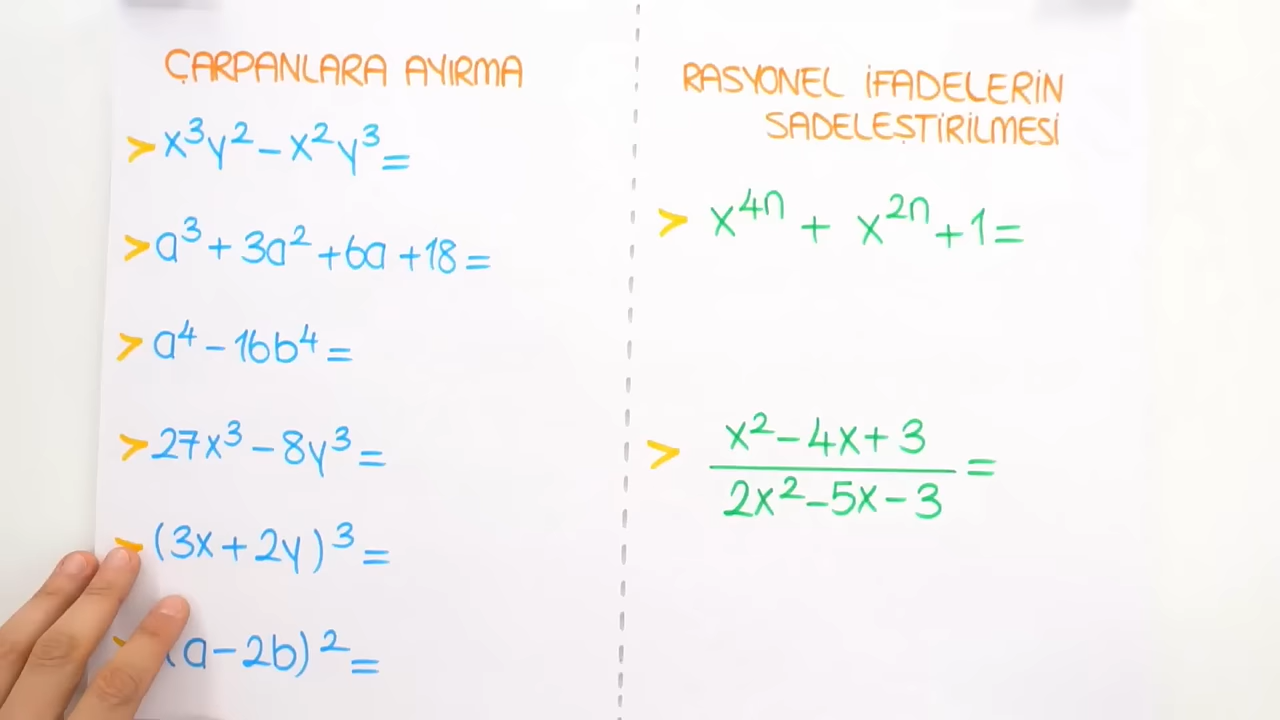 ÇARPANLARA AYIRMA
> x³y² - x²y³ =
> a³ + 3a² + 6a + 18 =
> a⁴ - 16b⁴ =
> 27x³ - 8y³ =
> (3x + 2y)³ =
> (a - 2b)² =
RASYONEL İFADELERİN
SADELEŞTİRİLMESİ
> x⁴ⁿ + x²ⁿ + 1 =
> x² - 4x + 3
2x² - 5x - 3 =